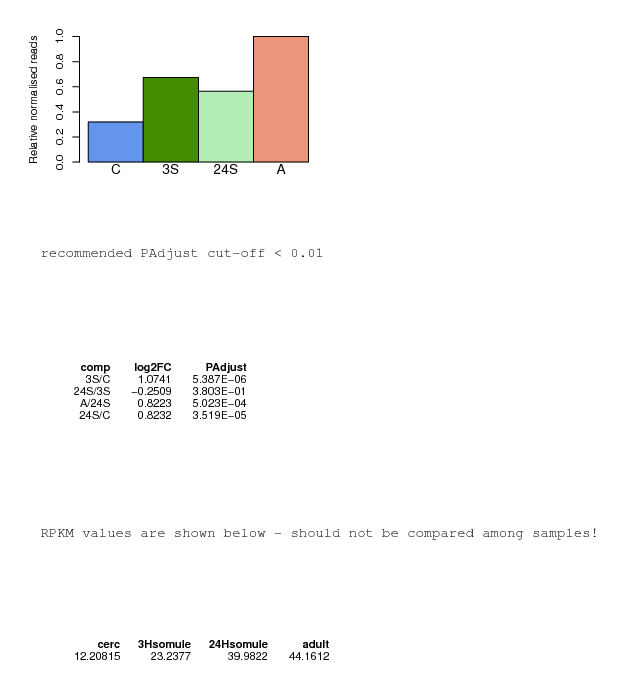 Relative normalised reads
1.0
0.8
0.6
0.4
0.2
0.0
C 3S 24S A
recommended PAdjust cut-off < 0.01
comp log2FC PAdjust
3S/C 1.0741 5.387E−06
24S/3S −0.2509 3.803E−01
A/24S 0.8223 5.023E−04
24S/C 0.8232 3.519E−05
RPKM values are shown below - should not be compared among samples!
cerc 3Hsomule 24Hsomule adult
12.20815 23.2377 39.9822 44.1612